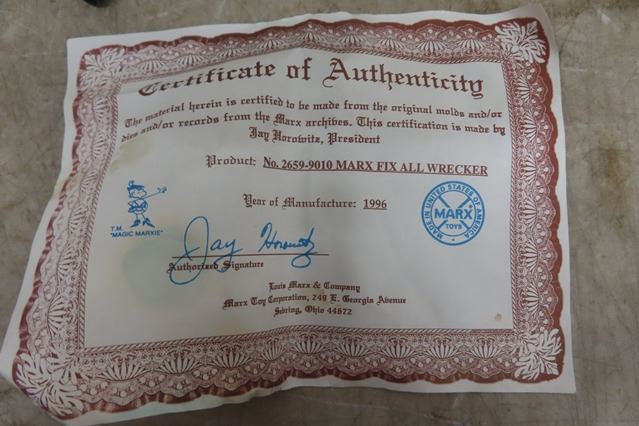 Certificate of Authenticity
The material herein is certified to be made from the original molds and/or
dies and/or records from the Marx archives. This certification is made by
Jay Horowitz, President
Product: No. 2659-9010 MARX FIX ALL WRECKER
Year of Manufacture: 1996
T.M.
"MAGIC MARXIE"
MADE IN UNITED STATES OF AMERICA
MARX
TOYS
Jay Horowitz
Authorized Signature
Louis Marx & Company
Marx Toy Corporation, 249 E. Georgia Avenue
Sebring, Ohio 44672